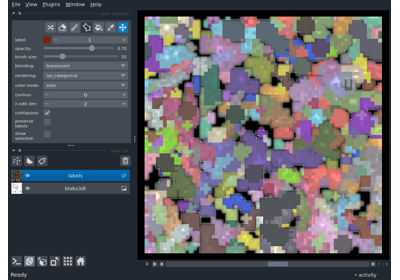 File View Plugins Window Help
label: 1
opacity: 0.70
brush size: 10
blending: translucent
rendering: iso_categorical
color mode: auto
contour: 0
n edit dim: 2
contiguous:
preserve
labels:
show
selected:
labels
blobs3d
Ready
activity